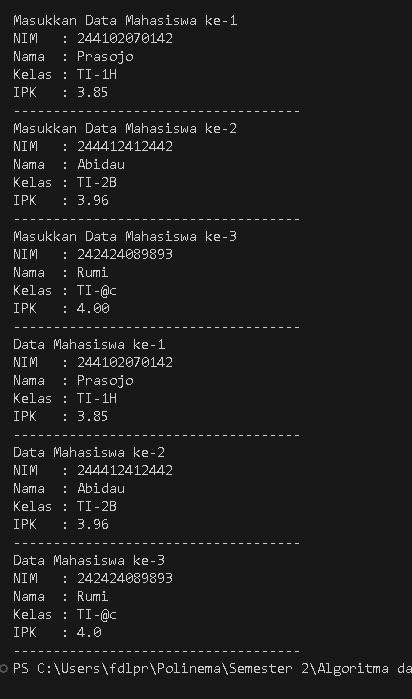 Masukkan Data Mahasiswa ke-1
NIM   : 244102070142
Nama  : Prasojo
Kelas : TI-1H
IPK   : 3.85
------------------------------------
Masukkan Data Mahasiswa ke-2
NIM   : 244412412442
Nama  : Abidau
Kelas : TI-2B
IPK   : 3.96
------------------------------------
Masukkan Data Mahasiswa ke-3
NIM   : 242424089893
Nama  : Rumi
Kelas : TI-@c
IPK   : 4.00
------------------------------------
Data Mahasiswa ke-1
NIM   : 244102070142
Nama  : Prasojo
Kelas : TI-1H
IPK   : 3.85
------------------------------------
Data Mahasiswa ke-2
NIM   : 244412412442
Nama  : Abidau
Kelas : TI-2B
IPK   : 3.96
------------------------------------
Data Mahasiswa ke-3
NIM   : 242424089893
Nama  : Rumi
Kelas : TI-@c
IPK   : 4.0
------------------------------------
PS C:\Users\fdlpr\Polinema\Semester 2\Algoritma da